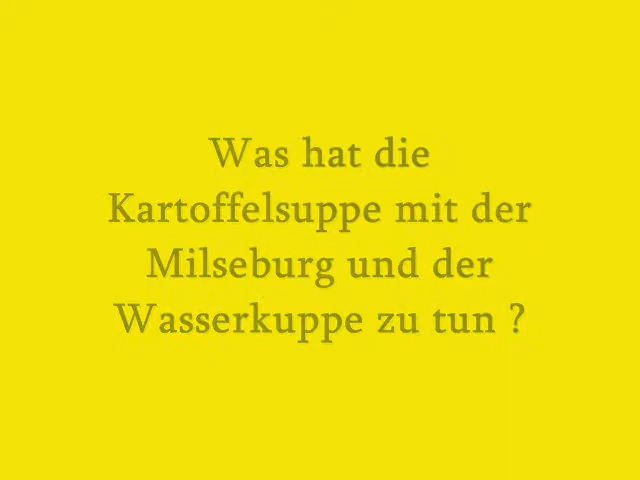 Was hat die
Kartoffelsuppe mit der
Milseburg und der
Wasserkuppe zu tun ?